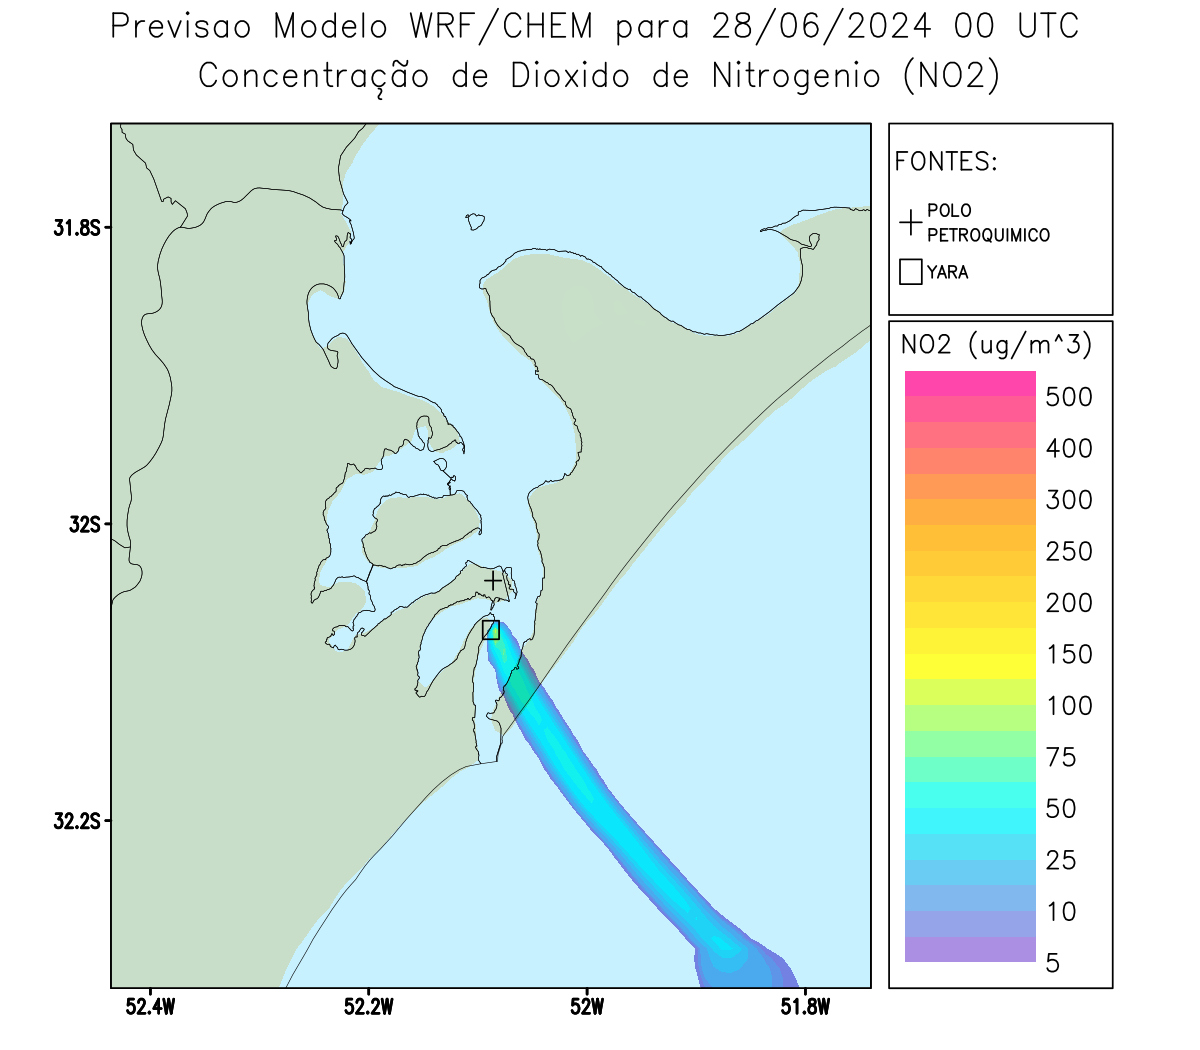 Previsao Modelo WRF/CHEM para 28/06/2024 00 UTC
Concentração de Dioxido de Nitrogenio (NO2)
FONTES:
POLO
PETROQUIMICO
YARA
NO2 (ug/m^3)
500
400
300
250
200
150
100
75
50
25
10
5
31.8S
32S
32.2S
52.4W
52.2W
52W
51.8W